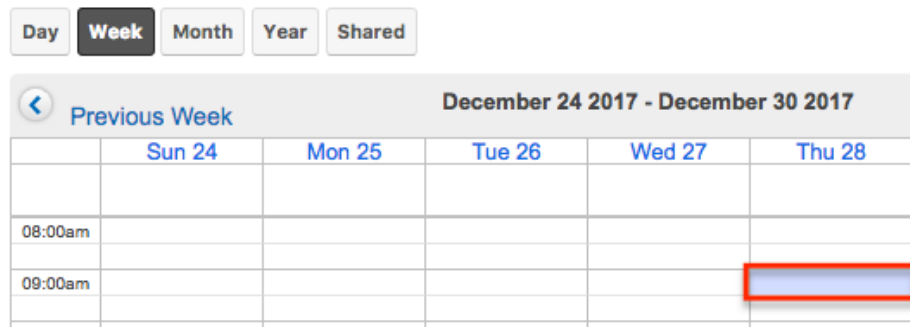 Day Week Month Year Shared
Previous Week December 24 2017 - December 30 2017
Sun 24 Mon 25 Tue 26 Wed 27 Thu 28
08:00am
09:00am